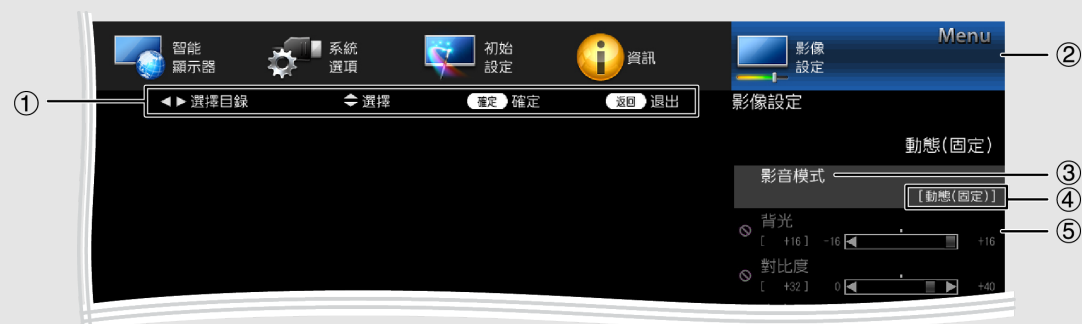 智能
顯示器
系統
選項
初始
設定
資訊
影像
設定
Menu
②
①
◀▶選擇目錄 選擇 確定 確定 返回 退出
影像設定
動態(固定)
影音模式
③
[動態(固定)]
④
背光
⑤
[ +16] -16 +16
對比度
[ +32] 0 +40